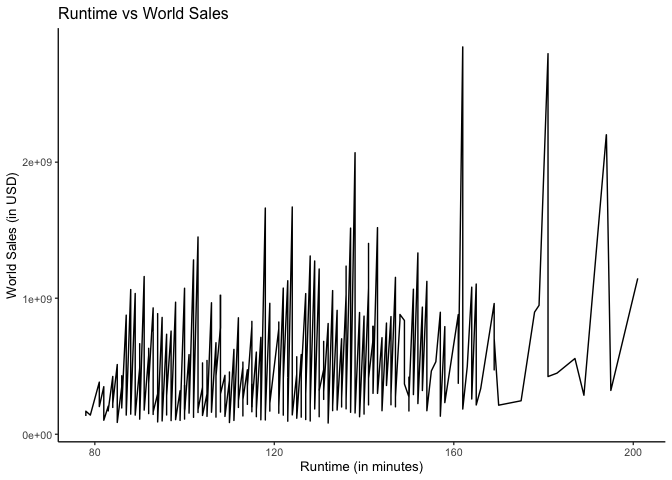 Runtime vs World Sales
World Sales (in USD)
2e+09
1e+09
0e+00
80
120
160
200
Runtime (in minutes)